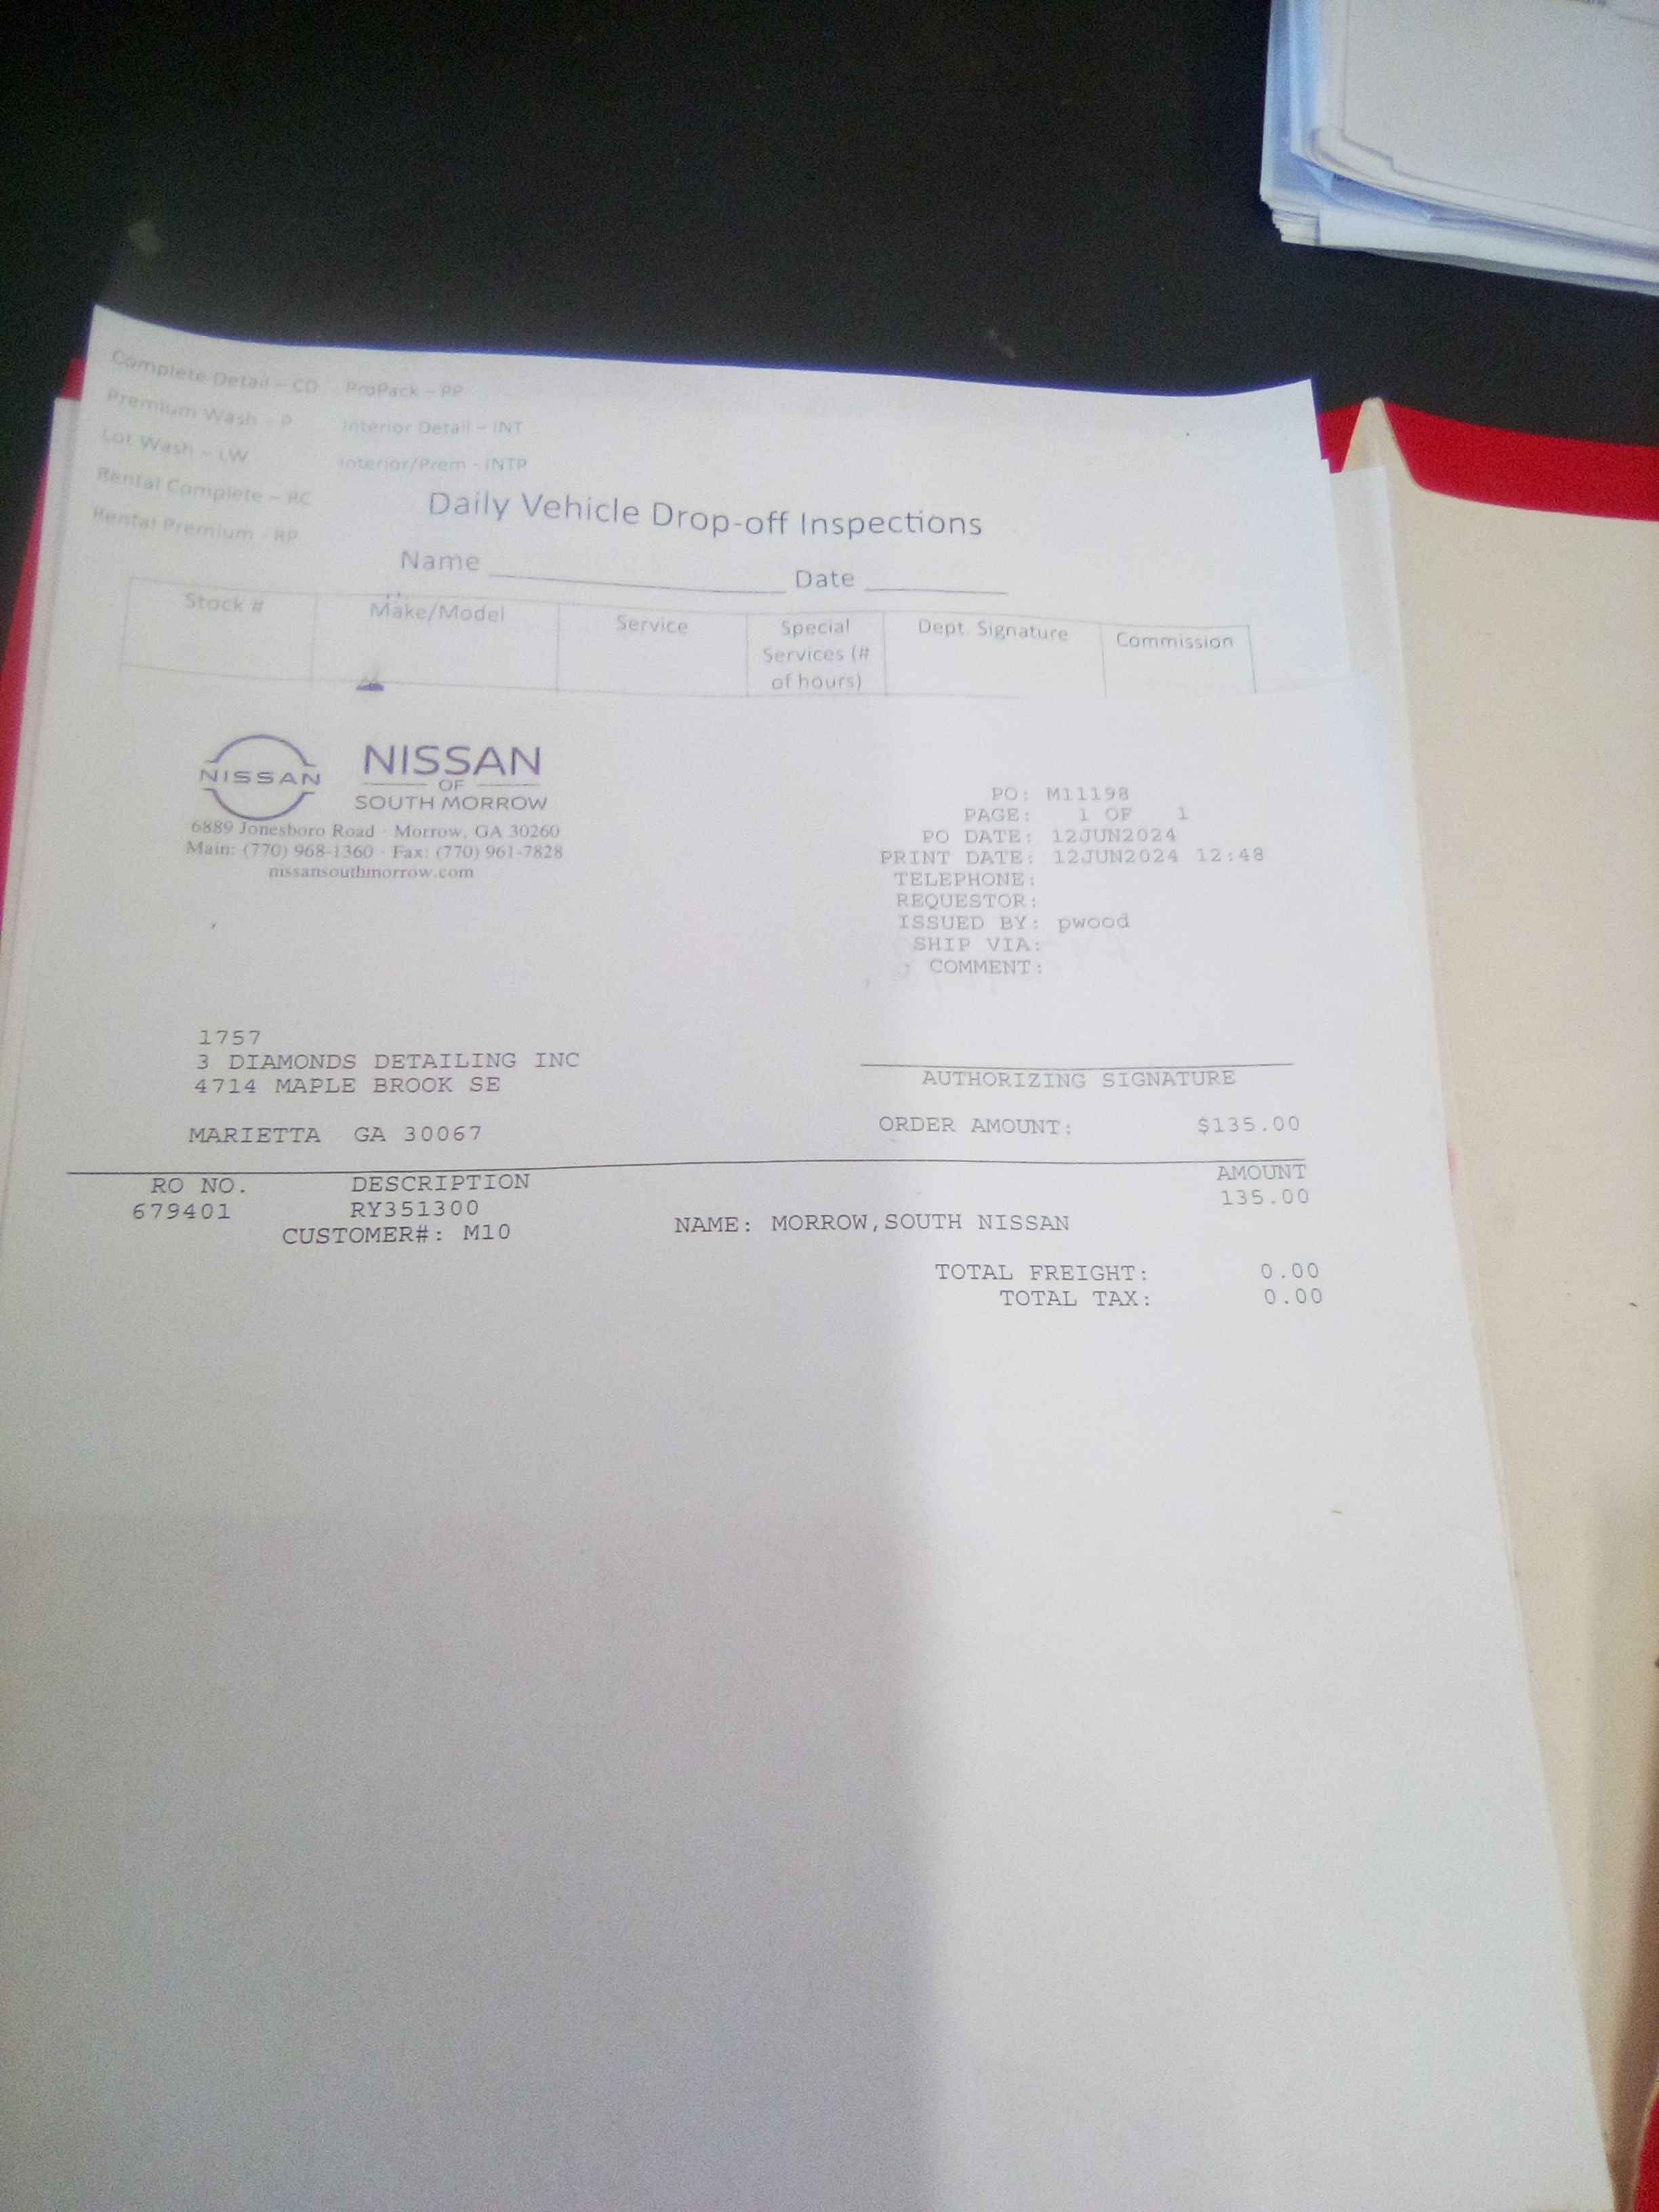 Complete Detail – CD ProPack – PP
Premium Wash – P Interior Detail – INT
Lot Wash – LW Interior/Prem - INTP
Rental Complete – RC
Rental Premium - RP
Daily Vehicle Drop-off Inspections
Name Date
Stock # Make/Model Service Special Services (# of hours) Dept. Signature Commission
NISSAN
NISSAN
OF
SOUTH MORROW
6889 Jonesboro Road · Morrow, GA 30260
Main: (770) 968-1360 · Fax: (770) 961-7828
nissansouthmorrow.com
PO: M11198
PAGE: 1 OF 1
PO DATE: 12JUN2024
PRINT DATE: 12JUN2024 12:48
TELEPHONE:
REQUESTOR:
ISSUED BY: pwood
SHIP VIA:
COMMENT:
1757
3 DIAMONDS DETAILING INC
4714 MAPLE BROOK SE
MARIETTA GA 30067
AUTHORIZING SIGNATURE
ORDER AMOUNT: $135.00
RO NO. DESCRIPTION AMOUNT
679401 RY351300 135.00
CUSTOMER#: M10 NAME: MORROW,SOUTH NISSAN
TOTAL FREIGHT: 0.00
TOTAL TAX: 0.00